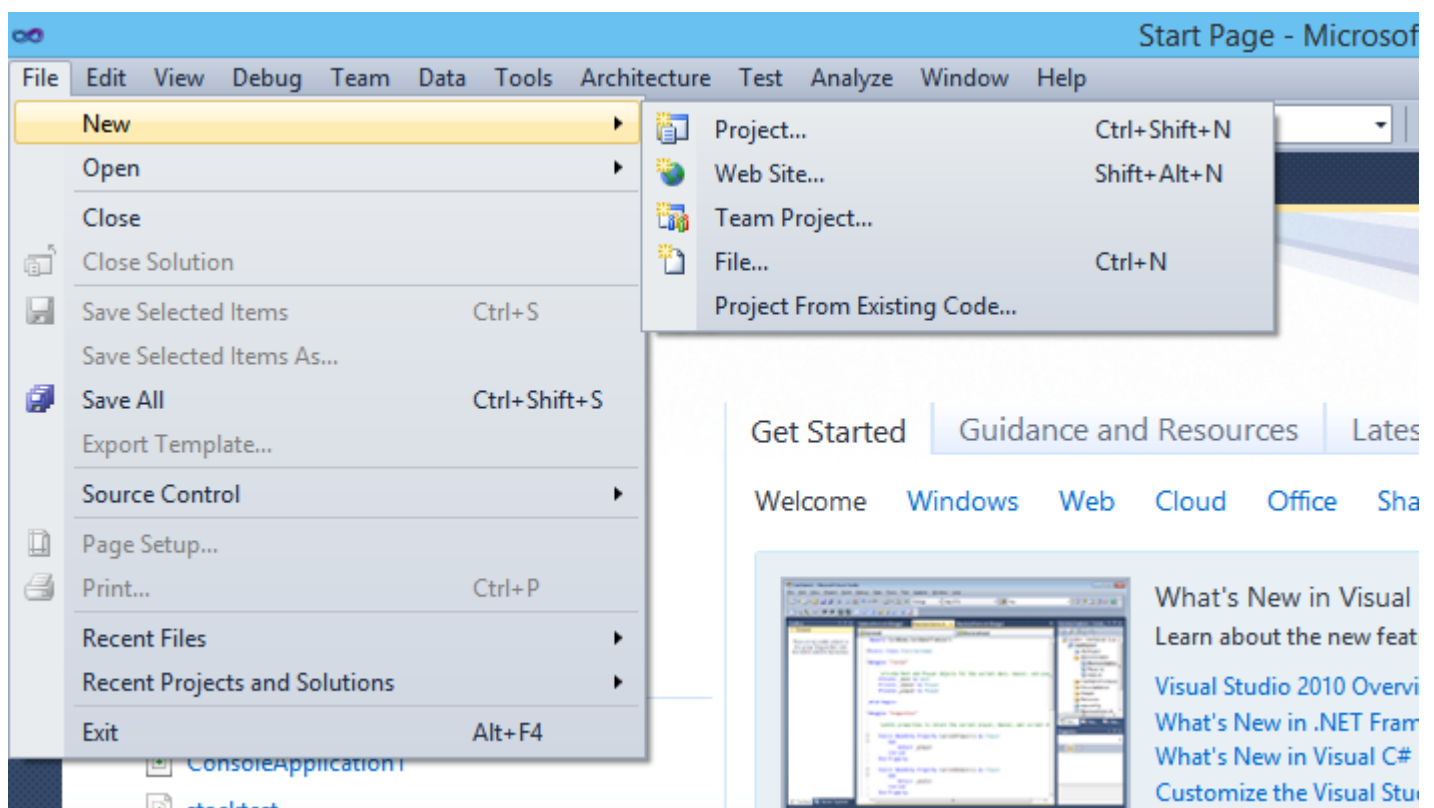 Start Page - Microsof
File Edit View Debug Team Data Tools Architecture Test Analyze Window Help
New
Open
Close
Close Solution
Save Selected Items Ctrl+S
Save Selected Items As...
Save All Ctrl+Shift+S
Export Template...
Source Control
Page Setup...
Print... Ctrl+P
Recent Files
Recent Projects and Solutions
Exit Alt+F4
Project... Ctrl+Shift+N
Web Site... Shift+Alt+N
Team Project...
File... Ctrl+N
Project From Existing Code...
Get Started Guidance and Resources Lates
Welcome Windows Web Cloud Office Sha
What's New in Visual
Learn about the new feat
Visual Studio 2010 Overvi
What's New in .NET Fram
What's New in Visual C#
Customize the Visual Stu
ConsoleApplication1